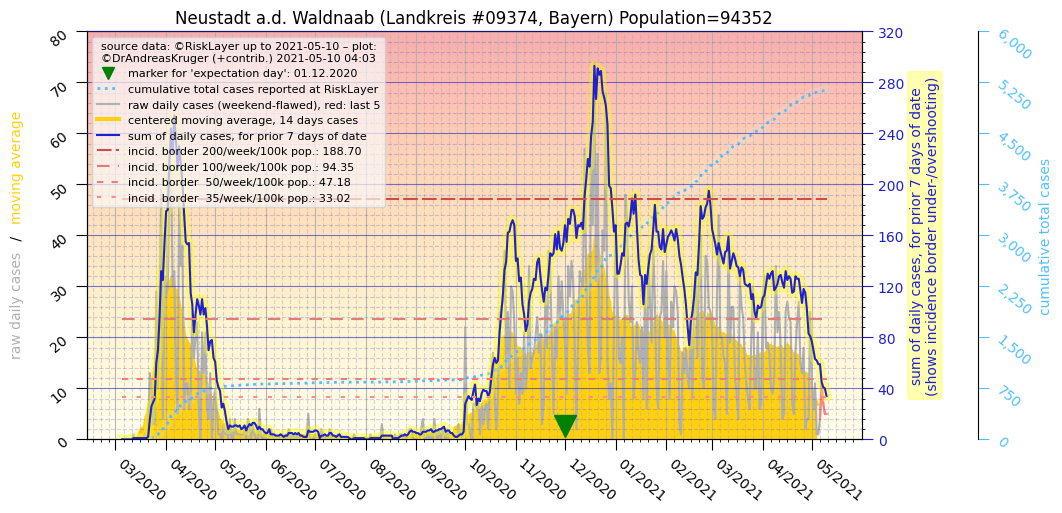 Neustadt a.d. Waldnaab (Landkreis #09374, Bayern) Population=94352
source data: ©RiskLayer up to 2021-05-10 – plot:
©DrAndreasKruger (+contrib.) 2021-05-10 04:03
marker for 'expectation day': 01.12.2020
cumulative total cases reported at RiskLayer
raw daily cases (weekend-flawed), red: last 5
centered moving average, 14 days cases
sum of daily cases, for prior 7 days of date
incid. border 200/week/100k pop.: 188.70
incid. border 100/week/100k pop.: 94.35
incid. border  50/week/100k pop.: 47.18
incid. border  35/week/100k pop.: 33.02
raw daily cases / moving average
80
70
60
50
40
30
20
10
0
03/2020
04/2020
05/2020
06/2020
07/2020
08/2020
09/2020
10/2020
11/2020
12/2020
01/2021
02/2021
03/2021
04/2021
05/2021
320
280
240
200
160
120
80
40
0
sum of daily cases, for prior 7 days of date
(shows incidence border under-/overshooting)
6,000
5,250
4,500
3,750
3,000
2,250
1,500
750
0
cumulative total cases